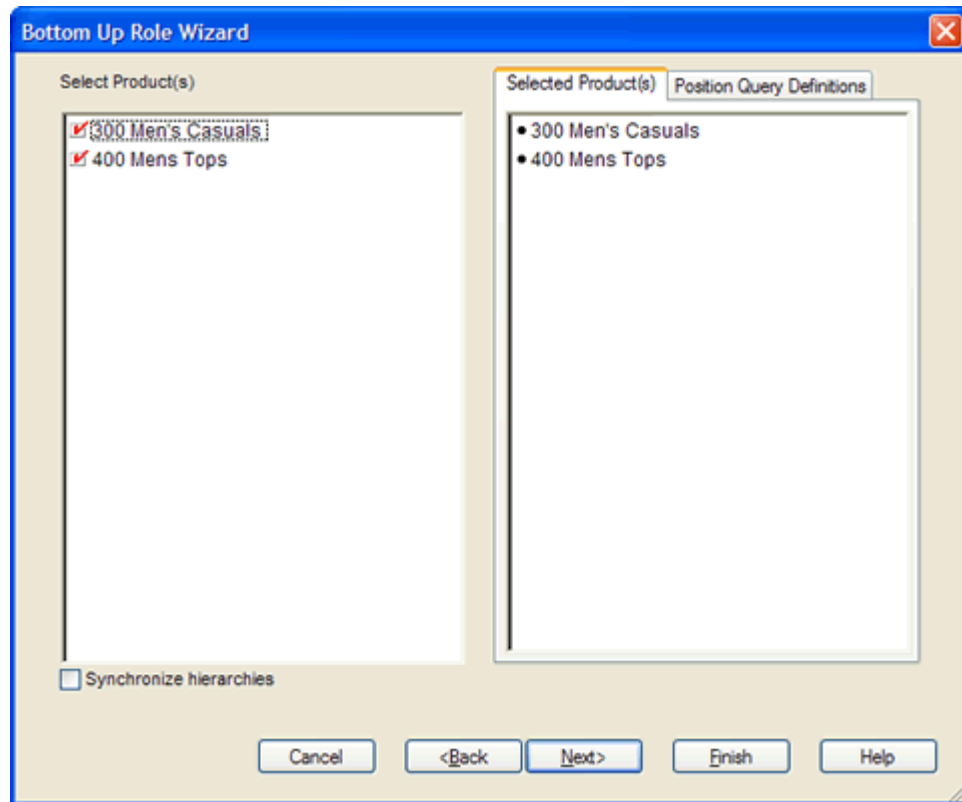 Bottom Up Role Wizard
Select Product(s)
300 Men's Casuals
400 Mens Tops
Synchronize hierarchies
Selected Product(s)
Position Query Definitions
300 Men's Casuals
400 Mens Tops
Cancel
<Back
Next>
Finish
Help